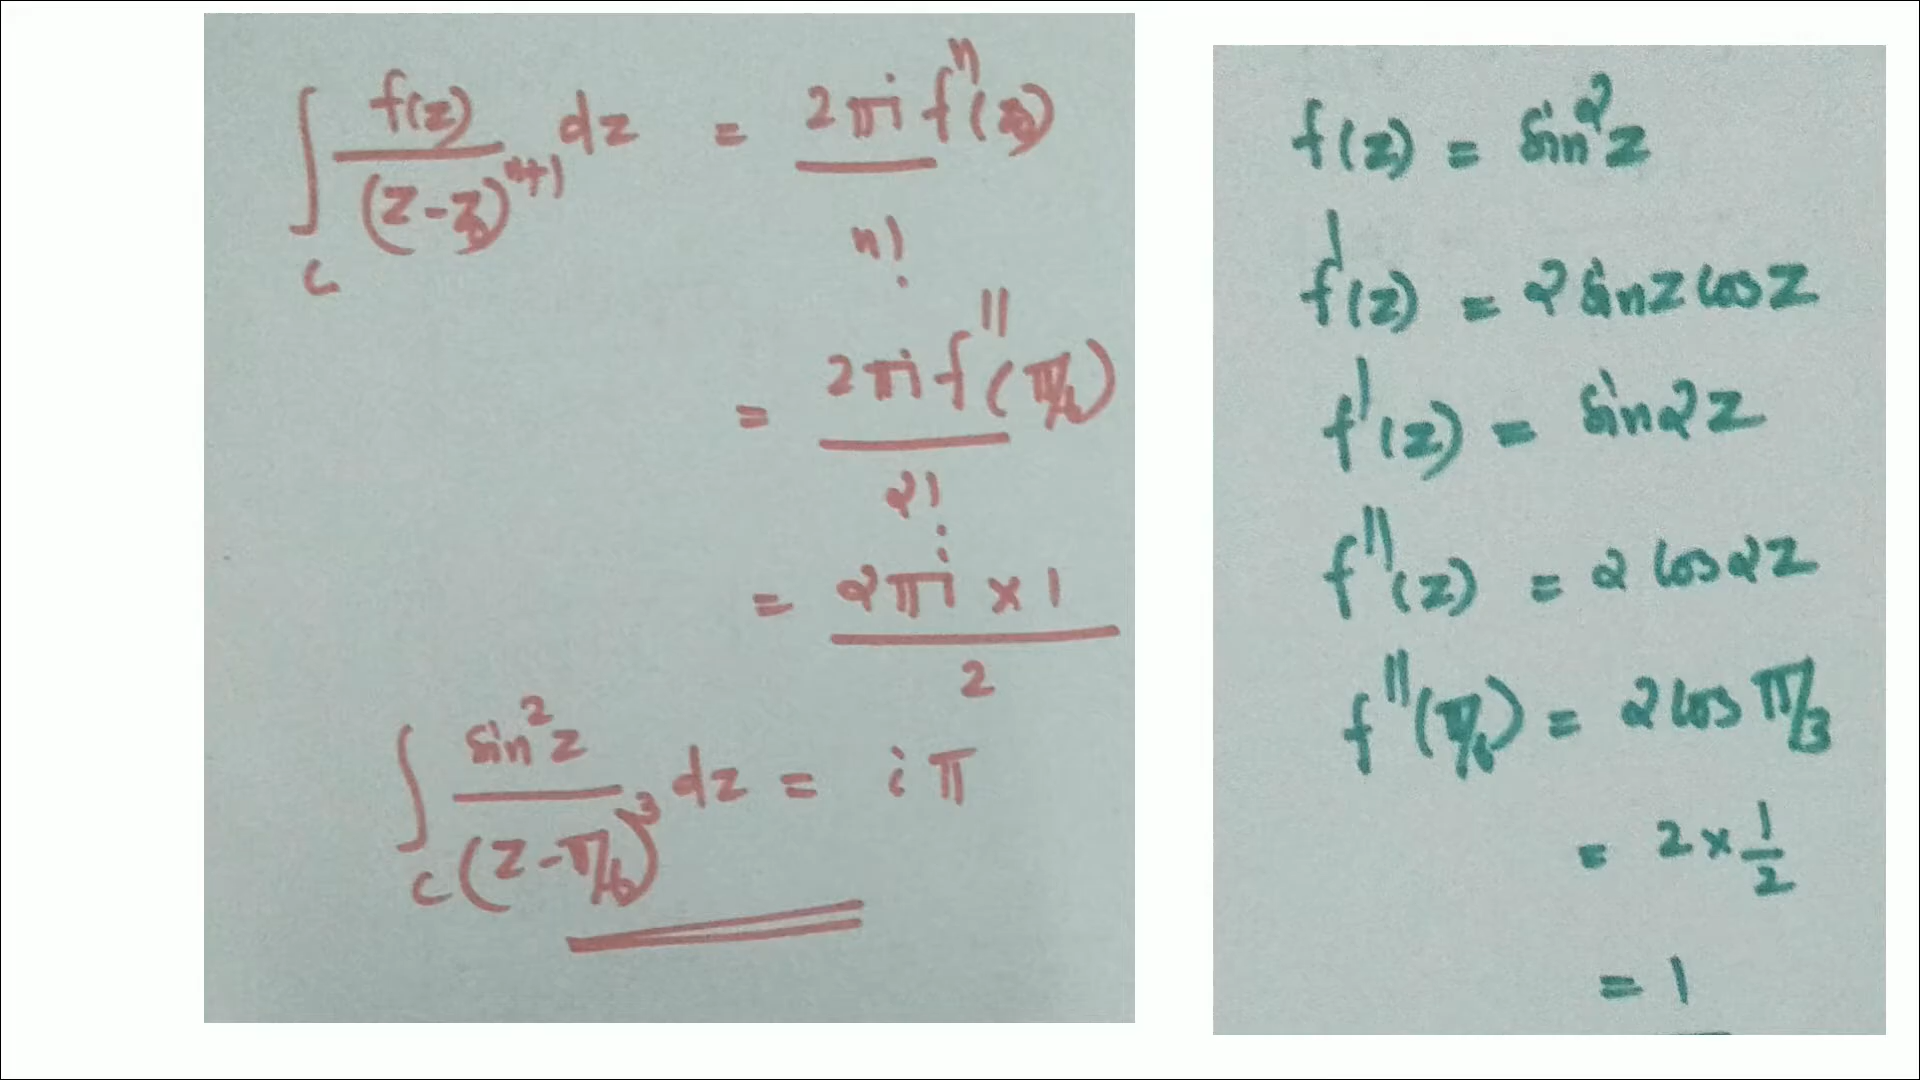 ∫_C f(z)/(z-z₀)^(n+1) dz = 2πi fⁿ(z₀)/n!
= 2πi f''(π/6)/2!
= 2πi × 1/2
∫_C sin²z/(z-π/6)³ dz = iπ
f(z) = sin²z
f'(z) = 2 sinz cosz
f'(z) = sin2z
f''(z) = 2 cos2z
f''(π/6) = 2 cos π/3
= 2 × 1/2
= 1